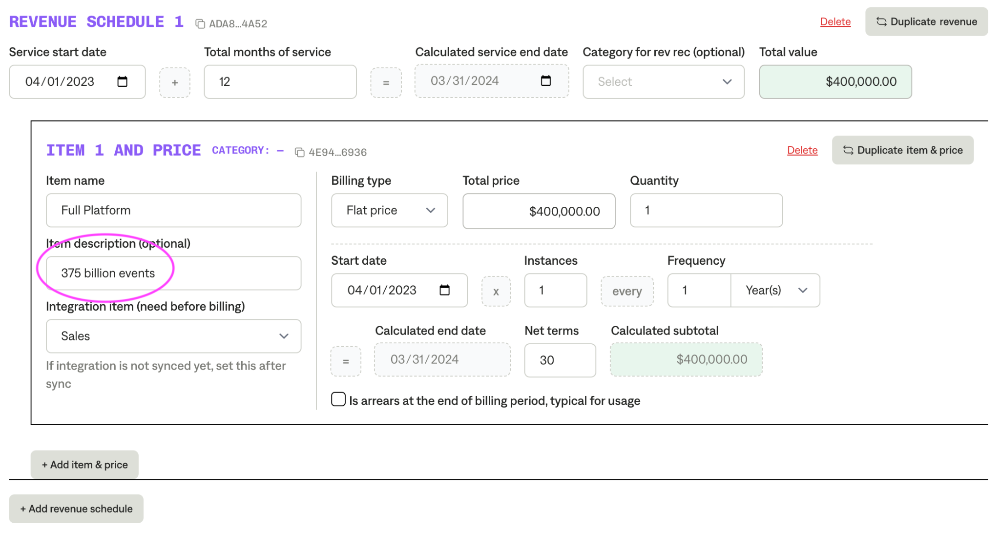 REVENUE SCHEDULE 1 ADA8...4A52 Delete Duplicate revenue
Service start date Total months of service Calculated service end date Category for rev rec (optional) Total value
04/01/2023 + 12 = 03/31/2024 Select $400,000.00
ITEM 1 AND PRICE CATEGORY: – 4E94...6936 Delete Duplicate item & price
Item name
Full Platform
Item description (optional)
375 billion events
Integration item (need before billing)
Sales
If integration is not synced yet, set this after
sync
Billing type Total price Quantity
Flat price $400,000.00 1
Start date Instances Frequency
04/01/2023 x 1 every 1 Year(s)
Calculated end date Net terms Calculated subtotal
= 03/31/2024 30 $400,000.00
Is arrears at the end of billing period, typical for usage
+ Add item & price
+ Add revenue schedule